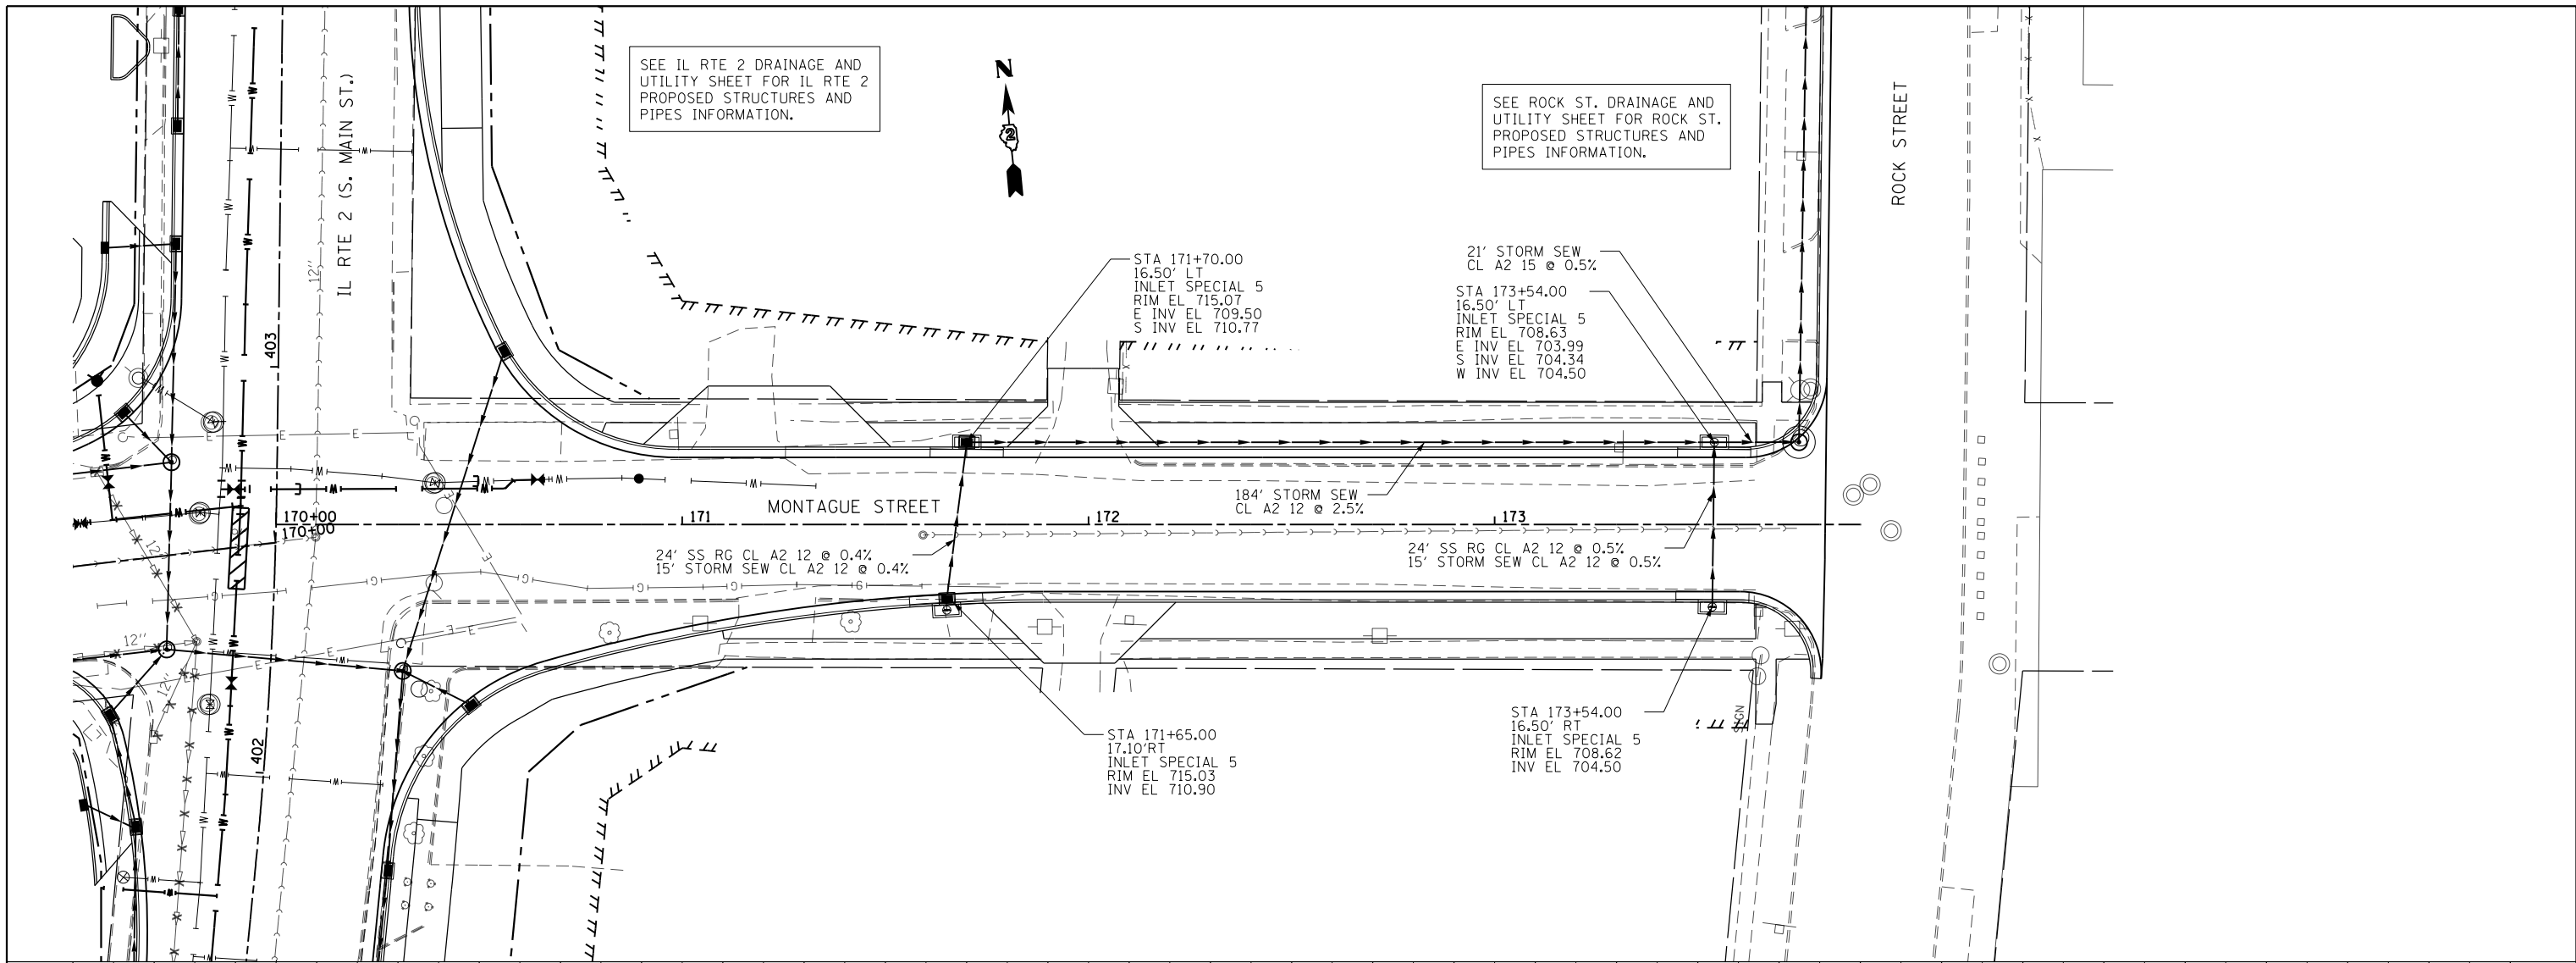 SEE IL RTE 2 DRAINAGE AND
UTILITY SHEET FOR IL RTE 2
PROPOSED STRUCTURES AND
PIPES INFORMATION.
N
2
SEE ROCK ST. DRAINAGE AND
UTILITY SHEET FOR ROCK ST.
PROPOSED STRUCTURES AND
PIPES INFORMATION.
IL RTE 2 (S. MAIN ST.)
ROCK STREET
12"
403
STA 171+70.00
16.50' LT
INLET SPECIAL 5
RIM EL 715.07
E INV EL 709.50
S INV EL 710.77
21' STORM SEW
CL A2 15 @ 0.5%
STA 173+54.00
16.50' LT
INLET SPECIAL 5
RIM EL 708.63
E INV EL 703.99
S INV EL 704.34
W INV EL 704.50
184' STORM SEW
CL A2 12 @ 2.5%
MONTAGUE STREET
170+00
170+00
171
172
173
24' SS RG CL A2 12 @ 0.4%
15' STORM SEW CL A2 12 @ 0.4%
24' SS RG CL A2 12 @ 0.5%
15' STORM SEW CL A2 12 @ 0.5%
12"
12"
12"
402
STA 171+65.00
17.10'RT
INLET SPECIAL 5
RIM EL 715.03
INV EL 710.90
STA 173+54.00
16.50' RT
INLET SPECIAL 5
RIM EL 708.62
INV EL 704.50
SIGN